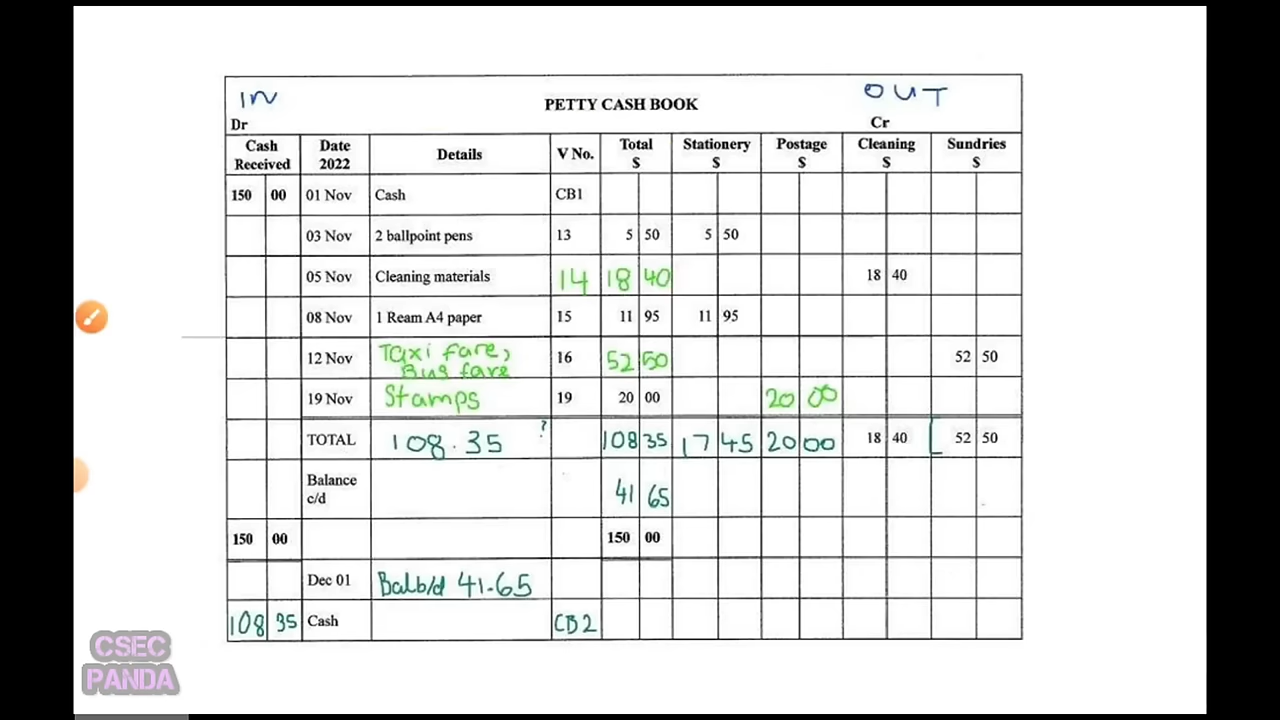 IN OUT
PETTY CASH BOOK
Dr Cr
Cash Received Date 2022 Details V No. Total $ Stationery $ Postage $ Cleaning $ Sundries $
150 00 01 Nov Cash CB1
03 Nov 2 ballpoint pens 13 5 50 5 50
05 Nov Cleaning materials 14 18 40 18 40
08 Nov 1 Ream A4 paper 15 11 95 11 95
12 Nov Taxi fare, Bus fare 16 52 50 52 50
19 Nov Stamps 19 20 00 20 00
TOTAL 108.35 ? 108 35 17 45 20 00 18 40 [ 52 50
Balance c/d 41 65
150 00 150 00
Dec 01 Bal b/d 41.65
108 35 Cash CB2
CSEC
PANDA